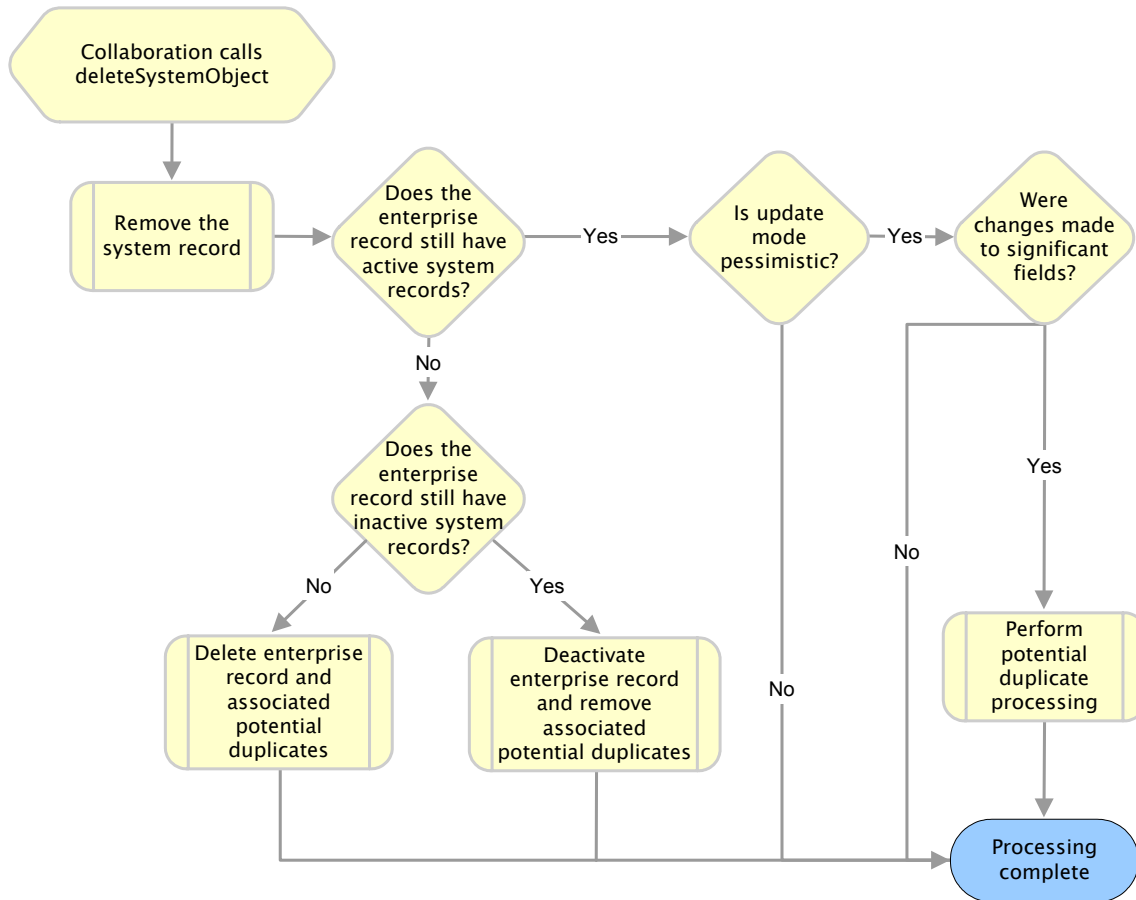 Collaboration calls
deleteSystemObject
Remove the
system record
Does the
enterprise
record still have
active system
records?
Yes
Is update
mode
pessimistic?
Yes
Were
changes made
to significant
fields?
No
Does the
enterprise
record still have
inactive system
records?
No
Yes
Delete enterprise
record and
associated
potential
duplicates
Deactivate
enterprise record
and remove
associated
potential duplicates
No
No
Yes
Perform
potential
duplicate
processing
Processing
complete